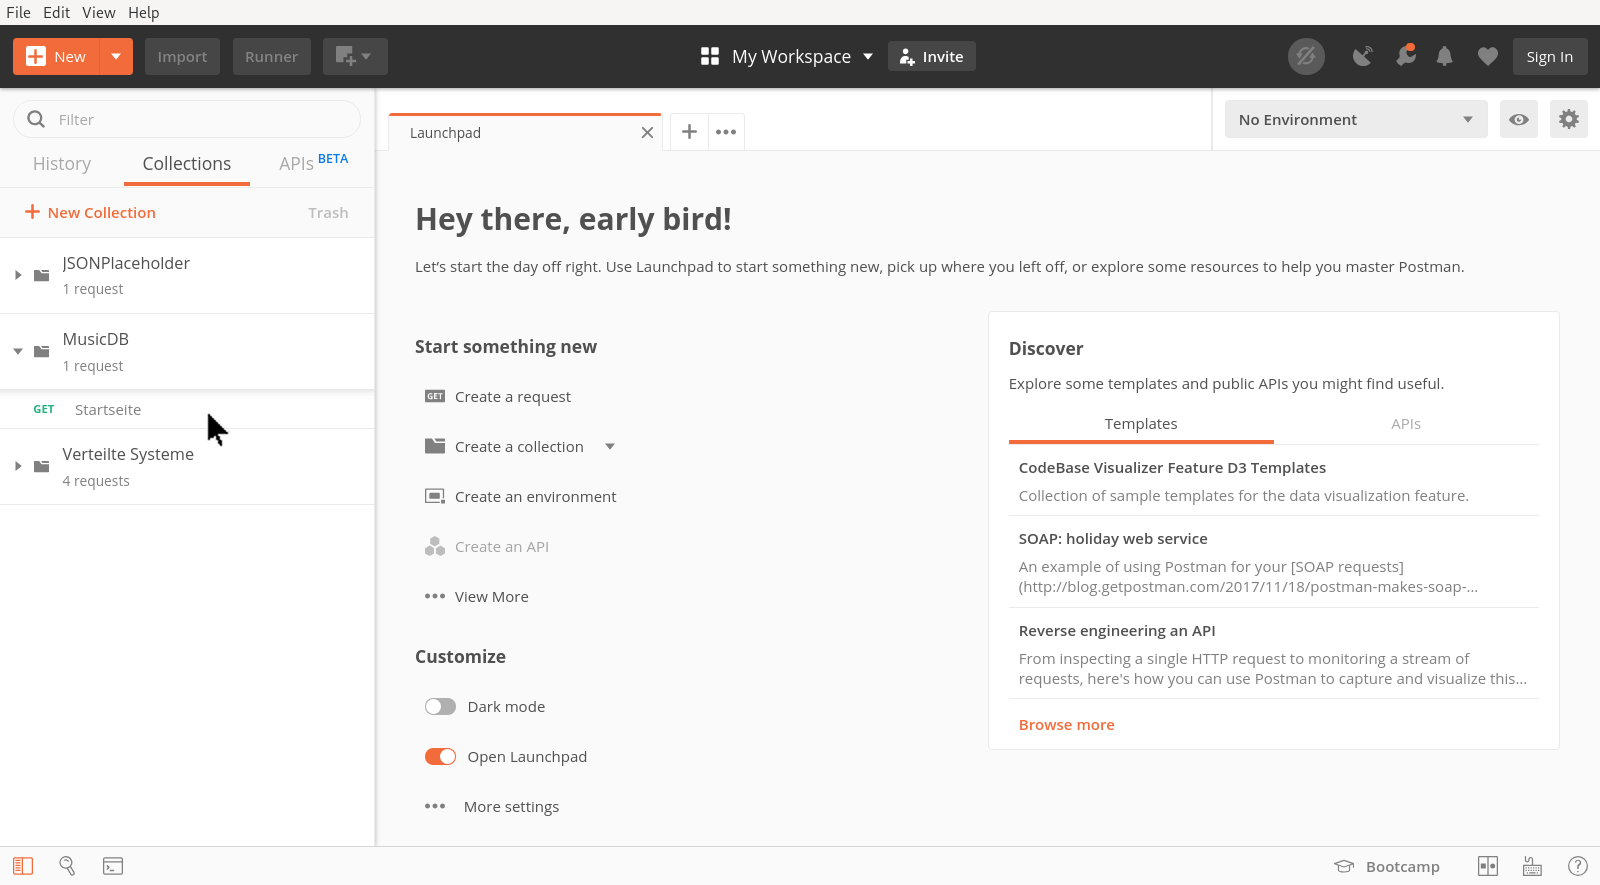 File Edit View Help
New Import Runner My Workspace Invite Sign In
Filter
History Collections APIs BETA
New Collection Trash
JSONPlaceholder
1 request
MusicDB
1 request
GET Startseite
Verteilte Systeme
4 requests
Launchpad
No Environment
Hey there, early bird!
Let's start the day off right. Use Launchpad to start something new, pick up where you left off, or explore some resources to help you master Postman.
Start something new
GET Create a request
Create a collection
Create an environment
Create an API
View More
Customize
Dark mode
Open Launchpad
More settings
Discover
Explore some templates and public APIs you might find useful.
Templates APIs
CodeBase Visualizer Feature D3 Templates
Collection of sample templates for the data visualization feature.
SOAP: holiday web service
An example of using Postman for your [SOAP requests]
(http://blog.getpostman.com/2017/11/18/postman-makes-soap-...
Reverse engineering an API
From inspecting a single HTTP request to monitoring a stream of
requests, here's how you can use Postman to capture and visualize this...
Browse more
Bootcamp